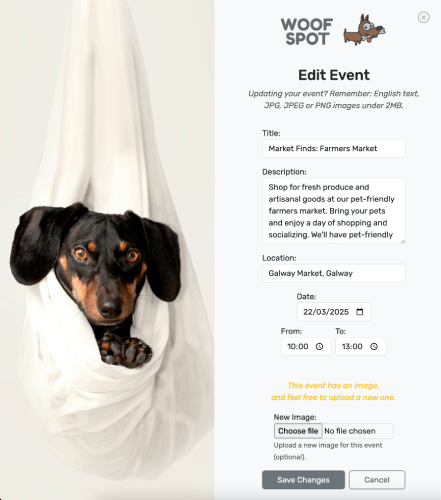 WOOF
SPOT
Edit Event
Updating your event? Remember: English text,
JPG, JPEG or PNG images under 2MB.
Title:
Market Finds: Farmers Market
Description:
Shop for fresh produce and
artisanal goods at our pet-friendly
farmers market. Bring your pets
and enjoy a day of shopping and
socializing. We'll have pet-friendly
Location:
Galway Market, Galway
Date:
22/03/2025
From: To:
10:00 13:00
This event has an image,
and feel free to upload a new one.
New Image:
Choose file No file chosen
Upload a new image for this event
(optional).
Save Changes Cancel